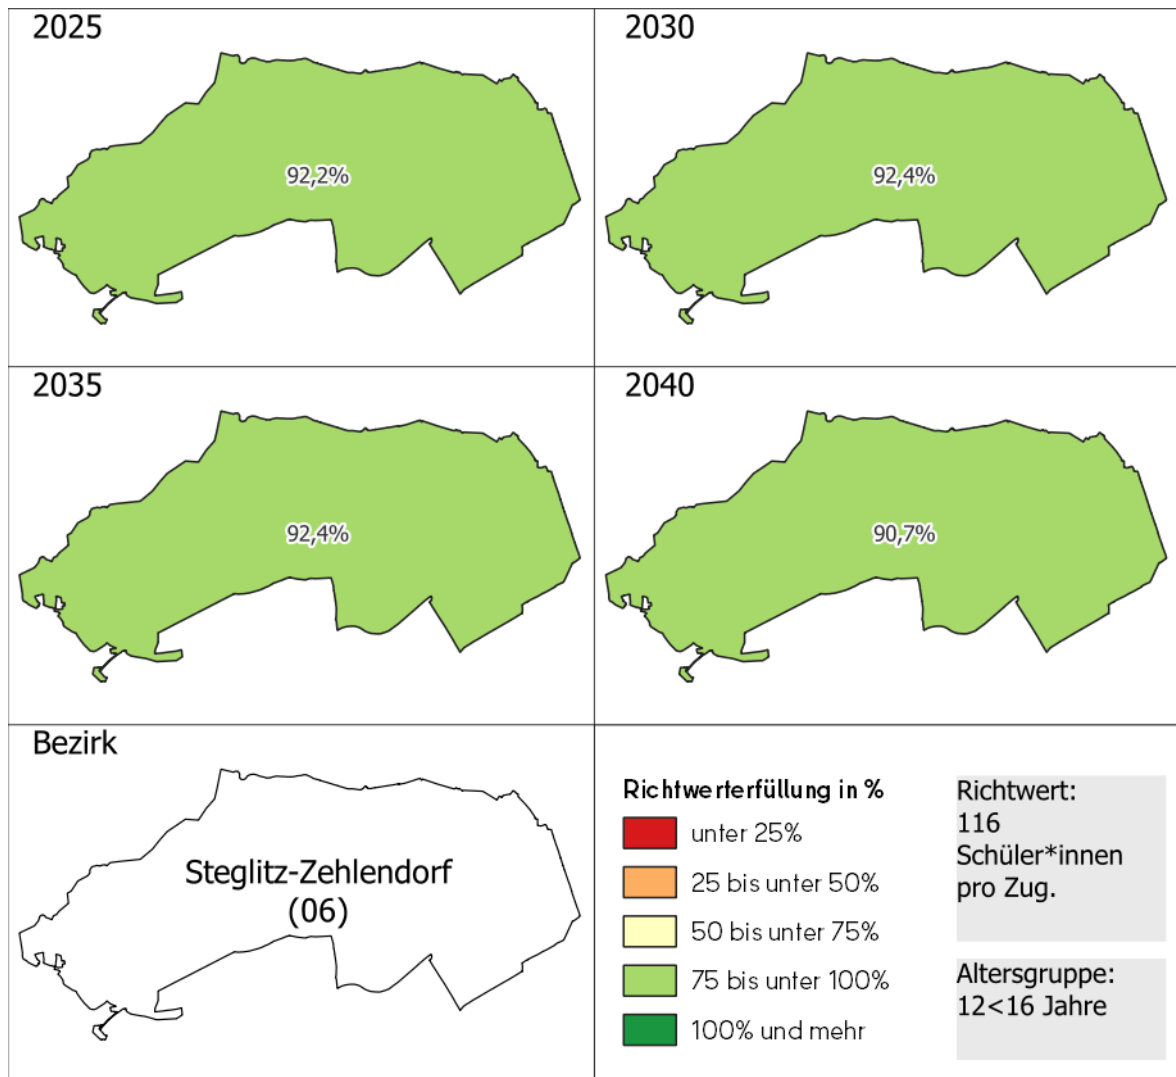 2025
92,2%
2030
92,4%
2035
92,4%
2040
90,7%
Bezirk
Steglitz-Zehlendorf
(06)
Richtwerterfüllung in %
unter 25%
25 bis unter 50%
50 bis unter 75%
75 bis unter 100%
100% und mehr
Richtwert:
116
Schüler*innen
pro Zug.
Altersgruppe:
12<16 Jahre